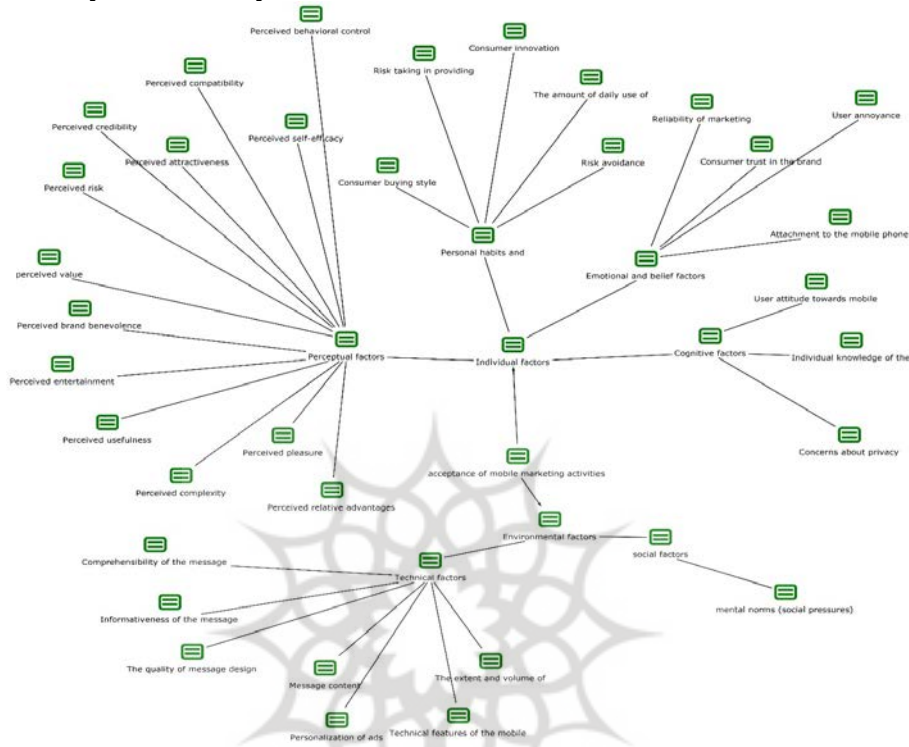 Perceived behavioral control
Consumer innovation
Risk taking in providing
Perceived compatibility
The amount of daily use of
Perceived credibility
Reliability of marketing
User annoyance
Perceived self-efficacy
Perceived attractiveness
Consumer trust in the brand
Risk avoidance
Perceived risk
Consumer buying style
Attachment to the mobile phone
Personal habits and
perceived value
Emotional and belief factors
User attitude towards mobile
Perceived brand benevolence
Perceptual factors
Individual factors
Cognitive factors
Individual knowledge of the
Perceived entertainment
Perceived usefulness
Perceived pleasure
Concerns about privacy
acceptance of mobile marketing activities
Perceived complexity
Perceived relative advantages
Environmental factors
social factors
Comprehensibility of the message
Technical factors
mental norms (social pressures)
Informativeness of the message
The quality of message design
Message content
The extent and volume of
Personalization of ads
Technical features of the mobile